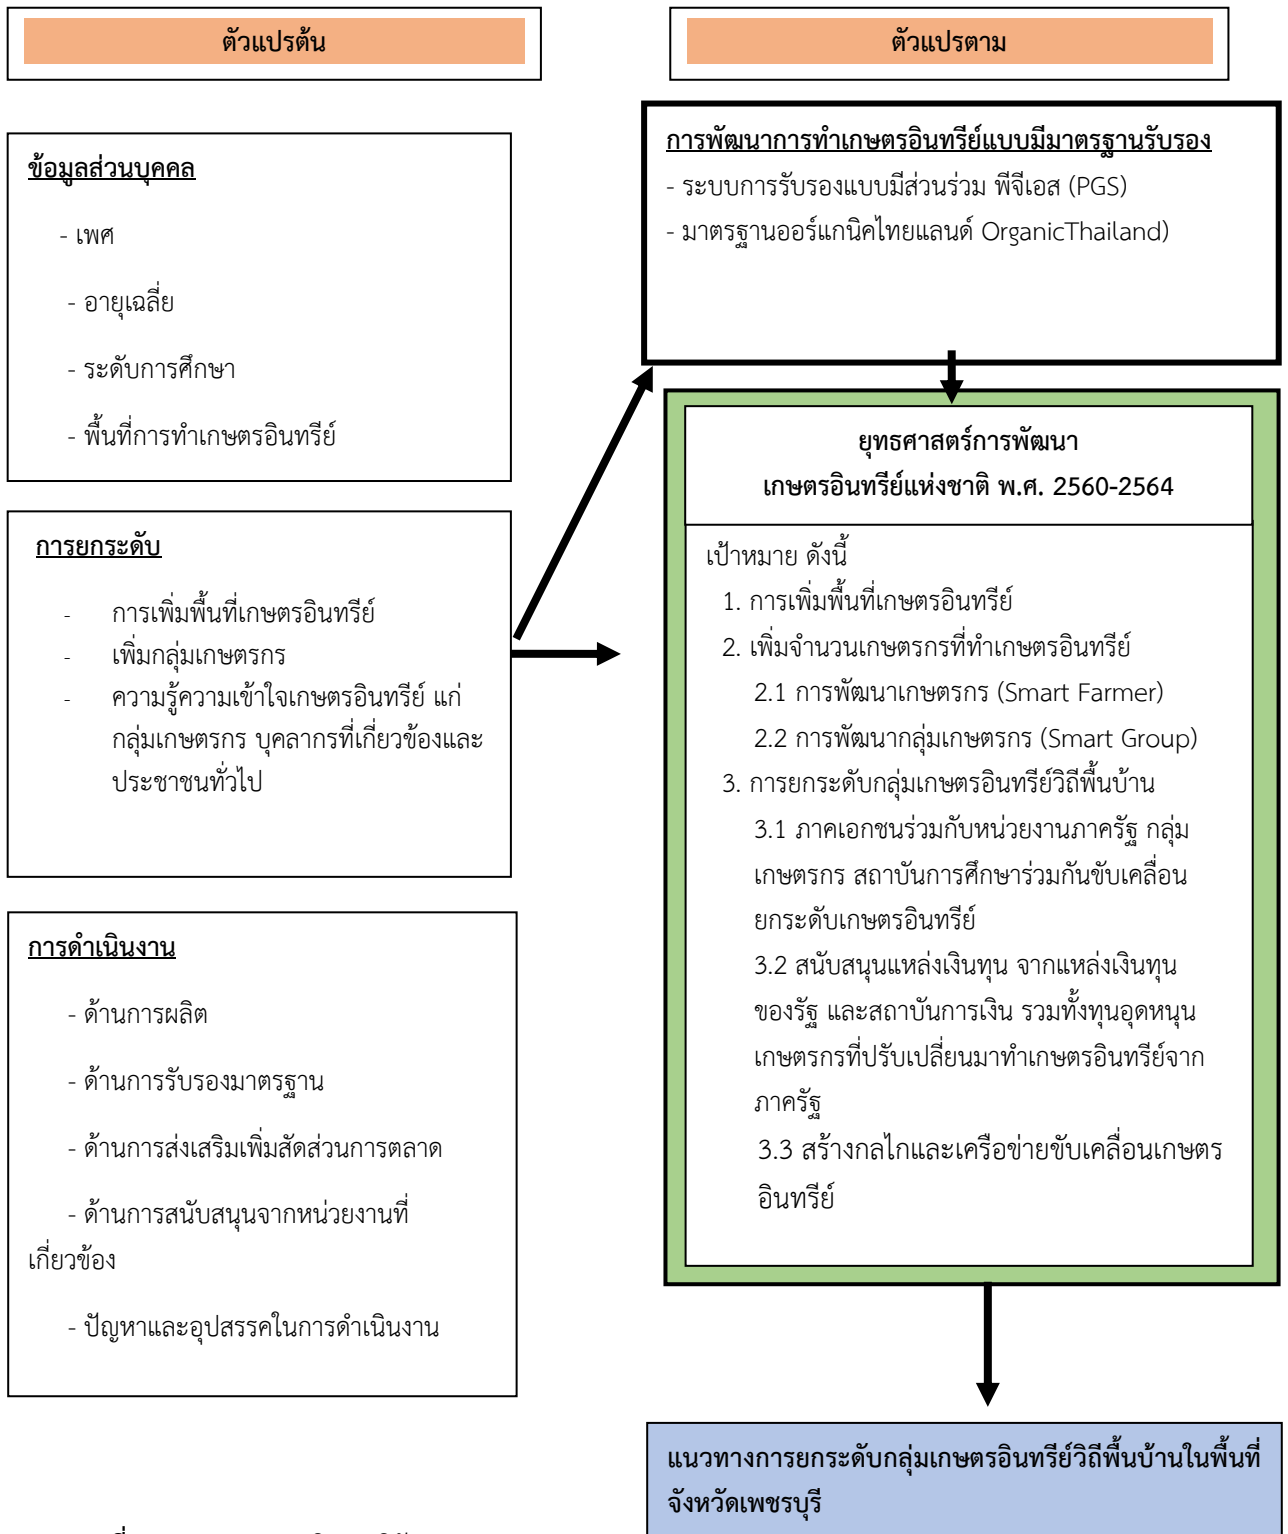 ตัวแปรต้น
ข้อมูลส่วนบุคคล
- เพศ
- อายุเฉลี่ย
- ระดับการศึกษา
- พื้นที่การทำเกษตรอินทรีย์
การยกระดับ
- การเพิ่มพื้นที่เกษตรอินทรีย์
- เพิ่มกลุ่มเกษตรกร
- ความรู้ความเข้าใจเกษตรอินทรีย์ แก่
กลุ่มเกษตรกร บุคลากรที่เกี่ยวข้องและ
ประชาชนทั่วไป
การดำเนินงาน
- ด้านการผลิต
- ด้านการรับรองมาตรฐาน
- ด้านการส่งเสริมเพิ่มสัดส่วนการตลาด
- ด้านการสนับสนุนจากหน่วยงานที่
เกี่ยวข้อง
- ปัญหาและอุปสรรคในการดำเนินงาน
ตัวแปรตาม
การพัฒนาการทำเกษตรอินทรีย์แบบมีมาตรฐานรับรอง
- ระบบการรับรองแบบมีส่วนร่วม พีจีเอส (PGS)
- มาตรฐานออร์แกนิคไทยแลนด์ OrganicThailand)
ยุทธศาสตร์การพัฒนา
เกษตรอินทรีย์แห่งชาติ พ.ศ. 2560-2564
เป้าหมาย ดังนี้
1. การเพิ่มพื้นที่เกษตรอินทรีย์
2. เพิ่มจำนวนเกษตรกรที่ทำเกษตรอินทรีย์
2.1 การพัฒนาเกษตรกร (Smart Farmer)
2.2 การพัฒนากลุ่มเกษตรกร (Smart Group)
3. การยกระดับกลุ่มเกษตรอินทรีย์วิถีพื้นบ้าน
3.1 ภาคเอกชนร่วมกับหน่วยงานภาครัฐ กลุ่ม
เกษตรกร สถาบันการศึกษาร่วมกันขับเคลื่อน
ยกระดับเกษตรอินทรีย์
3.2 สนับสนุนแหล่งเงินทุน จากแหล่งเงินทุน
ของรัฐ และสถาบันการเงิน รวมทั้งทุนอุดหนุน
เกษตรกรที่ปรับเปลี่ยนมาทำเกษตรอินทรีย์จาก
ภาครัฐ
3.3 สร้างกลไกและเครือข่ายขับเคลื่อนเกษตร
อินทรีย์
แนวทางการยกระดับกลุ่มเกษตรอินทรีย์วิถีพื้นบ้านในพื้นที่
จังหวัดเพชรบุรี